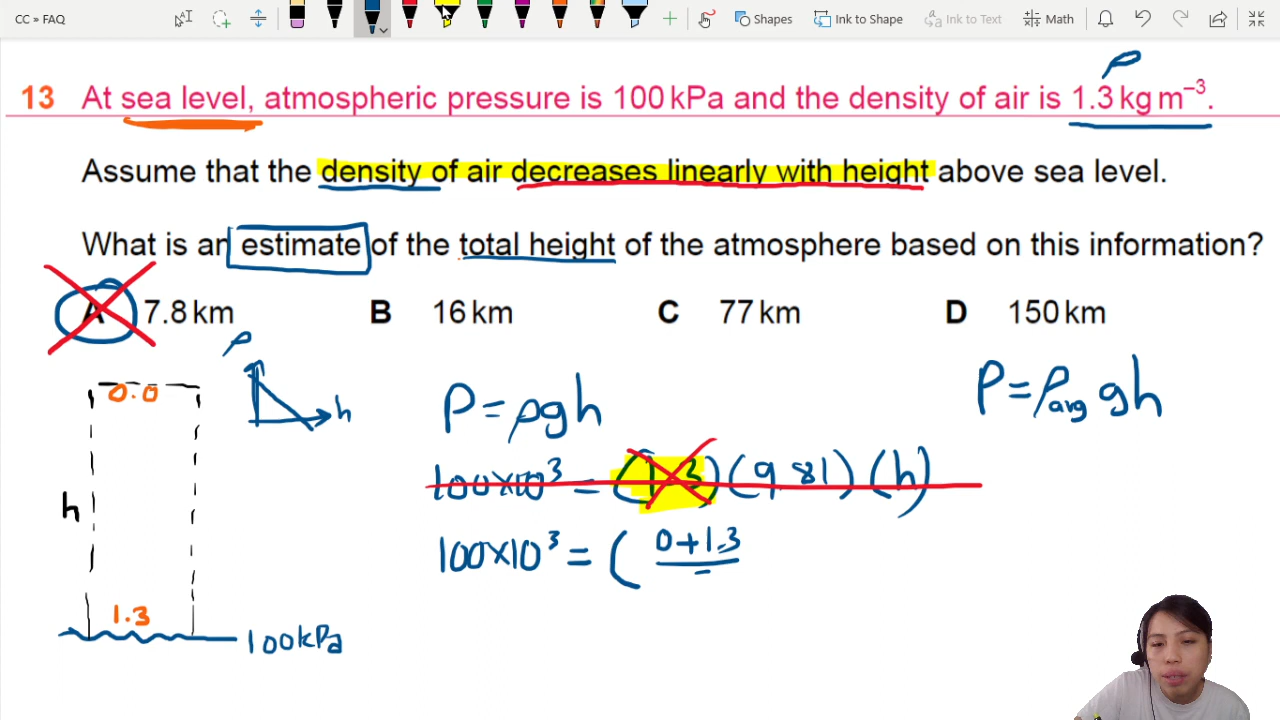 CC » FAQ
Shapes
Ink to Shape
Ink to Text
Math
ρ
13 At sea level, atmospheric pressure is 100 kPa and the density of air is 1.3 kg m⁻³.
Assume that the density of air decreases linearly with height above sea level.
What is an estimate of the total height of the atmosphere based on this information?
A 7.8 km B 16 km C 77 km D 150 km
ρ
h
0.0
P = ρgh
P = ρavg gh
100×10³ = (1.3)(9.81)(h)
h
100×10³ = ( 0+1.3
1.3
100kPa